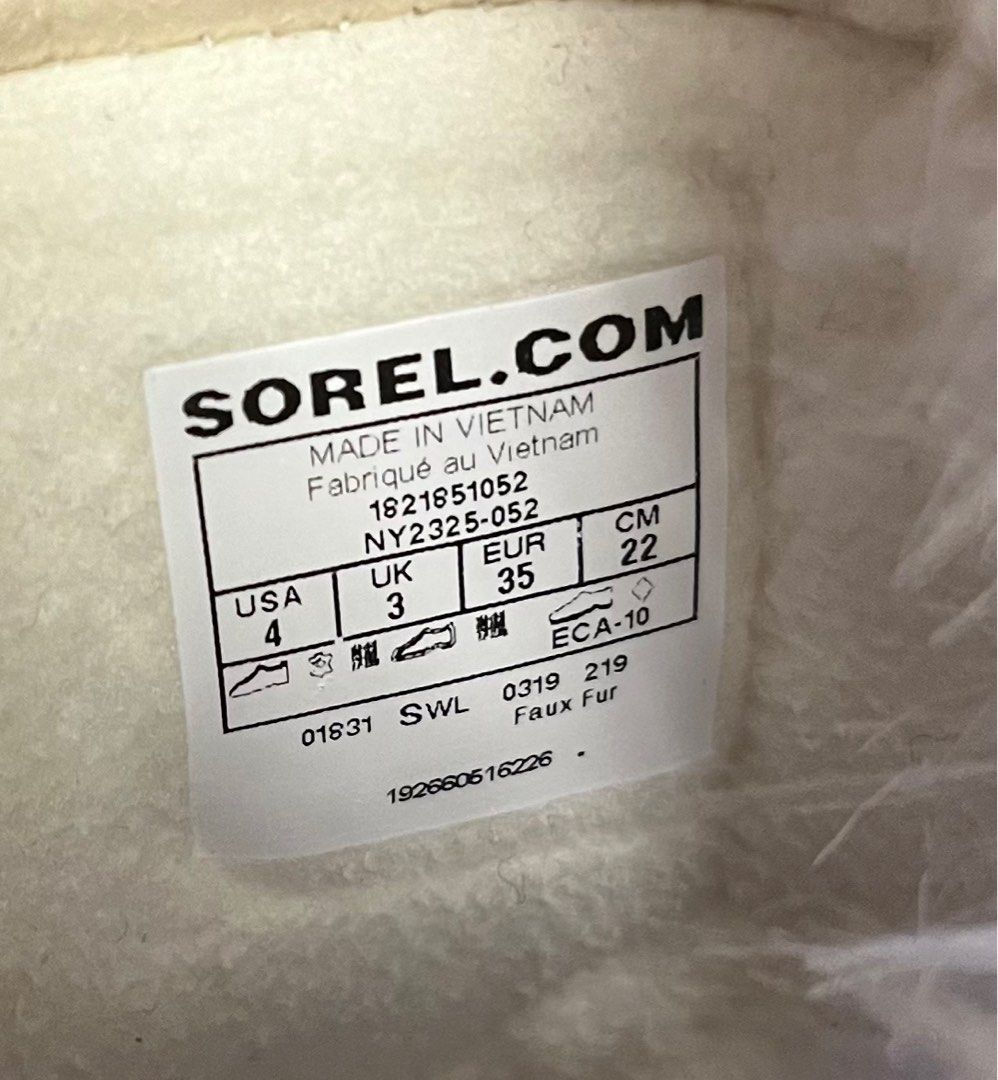 SOREL.COM
MADE IN VIETNAM
Fabriqué au Vietnam
1821851052
NY2325-052
USA UK EUR CM
4 3 35 22
ECA-10
01831 SWL 0319 219
Faux Fur
192660516226